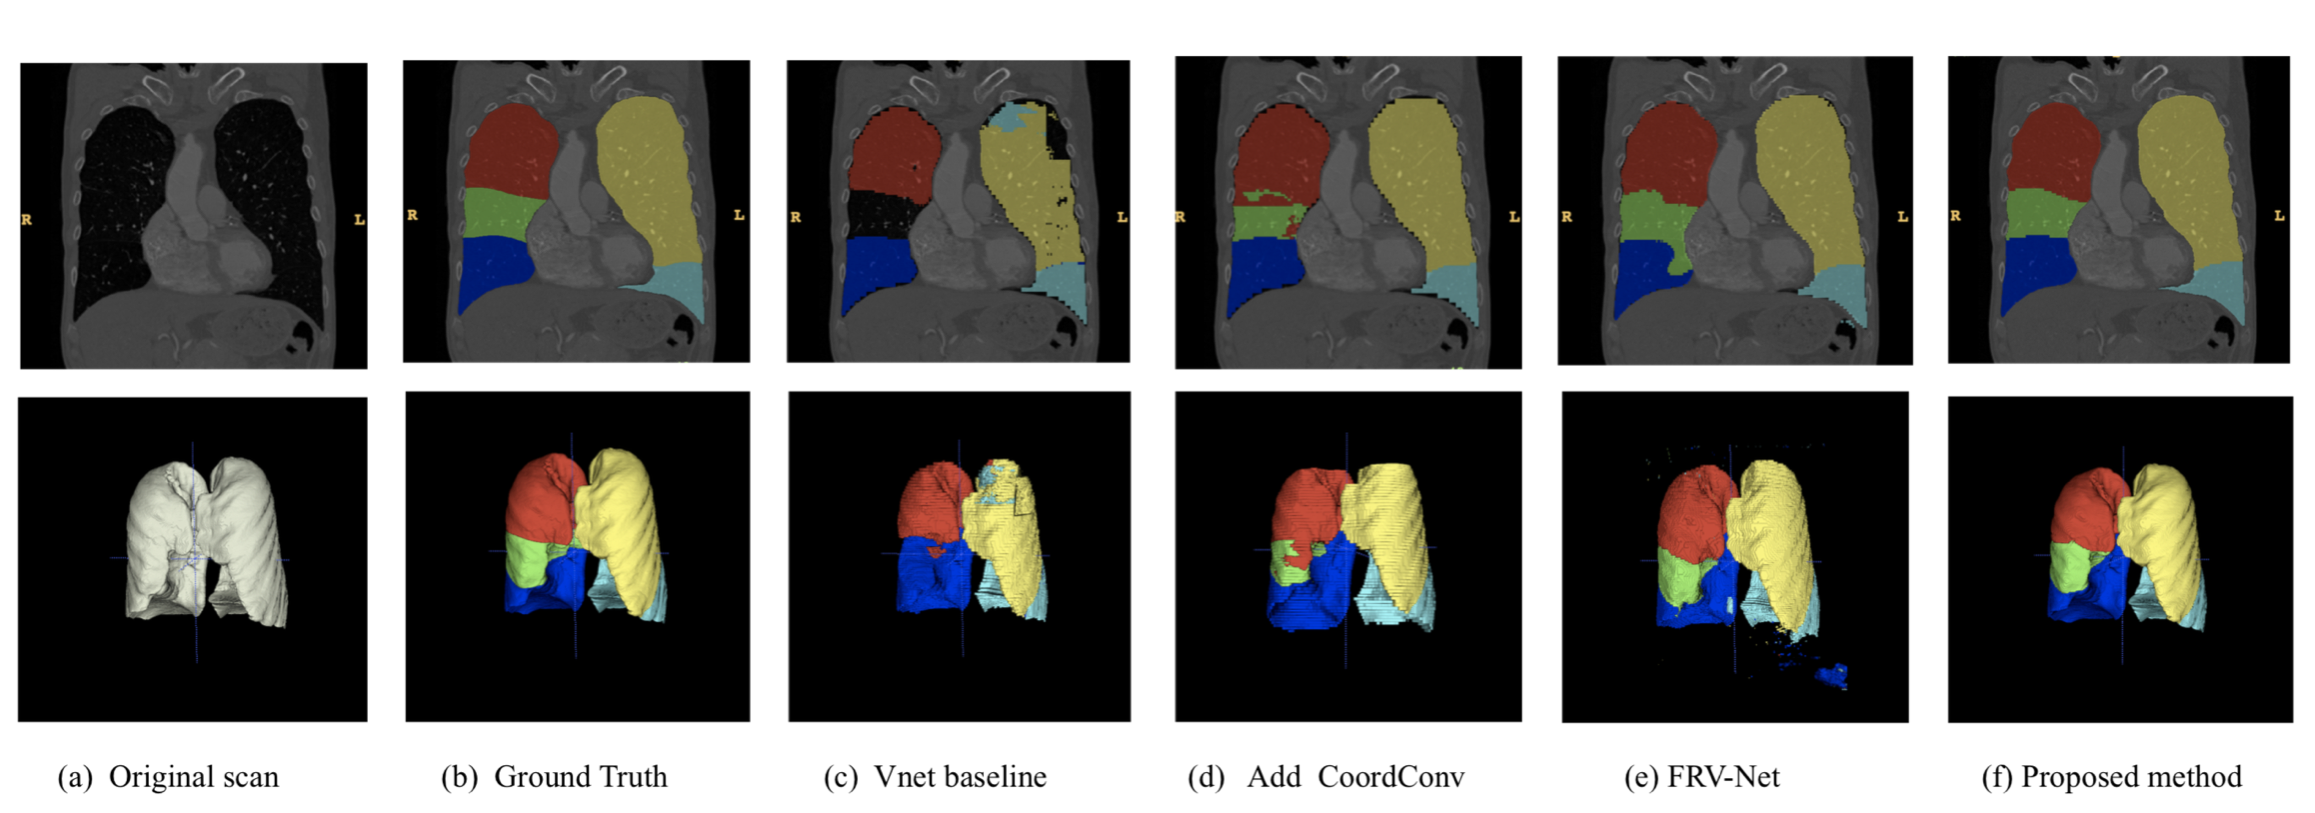 R L
R L
R L
R L
R L
R L
(a) Original scan
(b) Ground Truth
(c) Vnet baseline
(d) Add CoordConv
(e) FRV-Net
(f) Proposed method